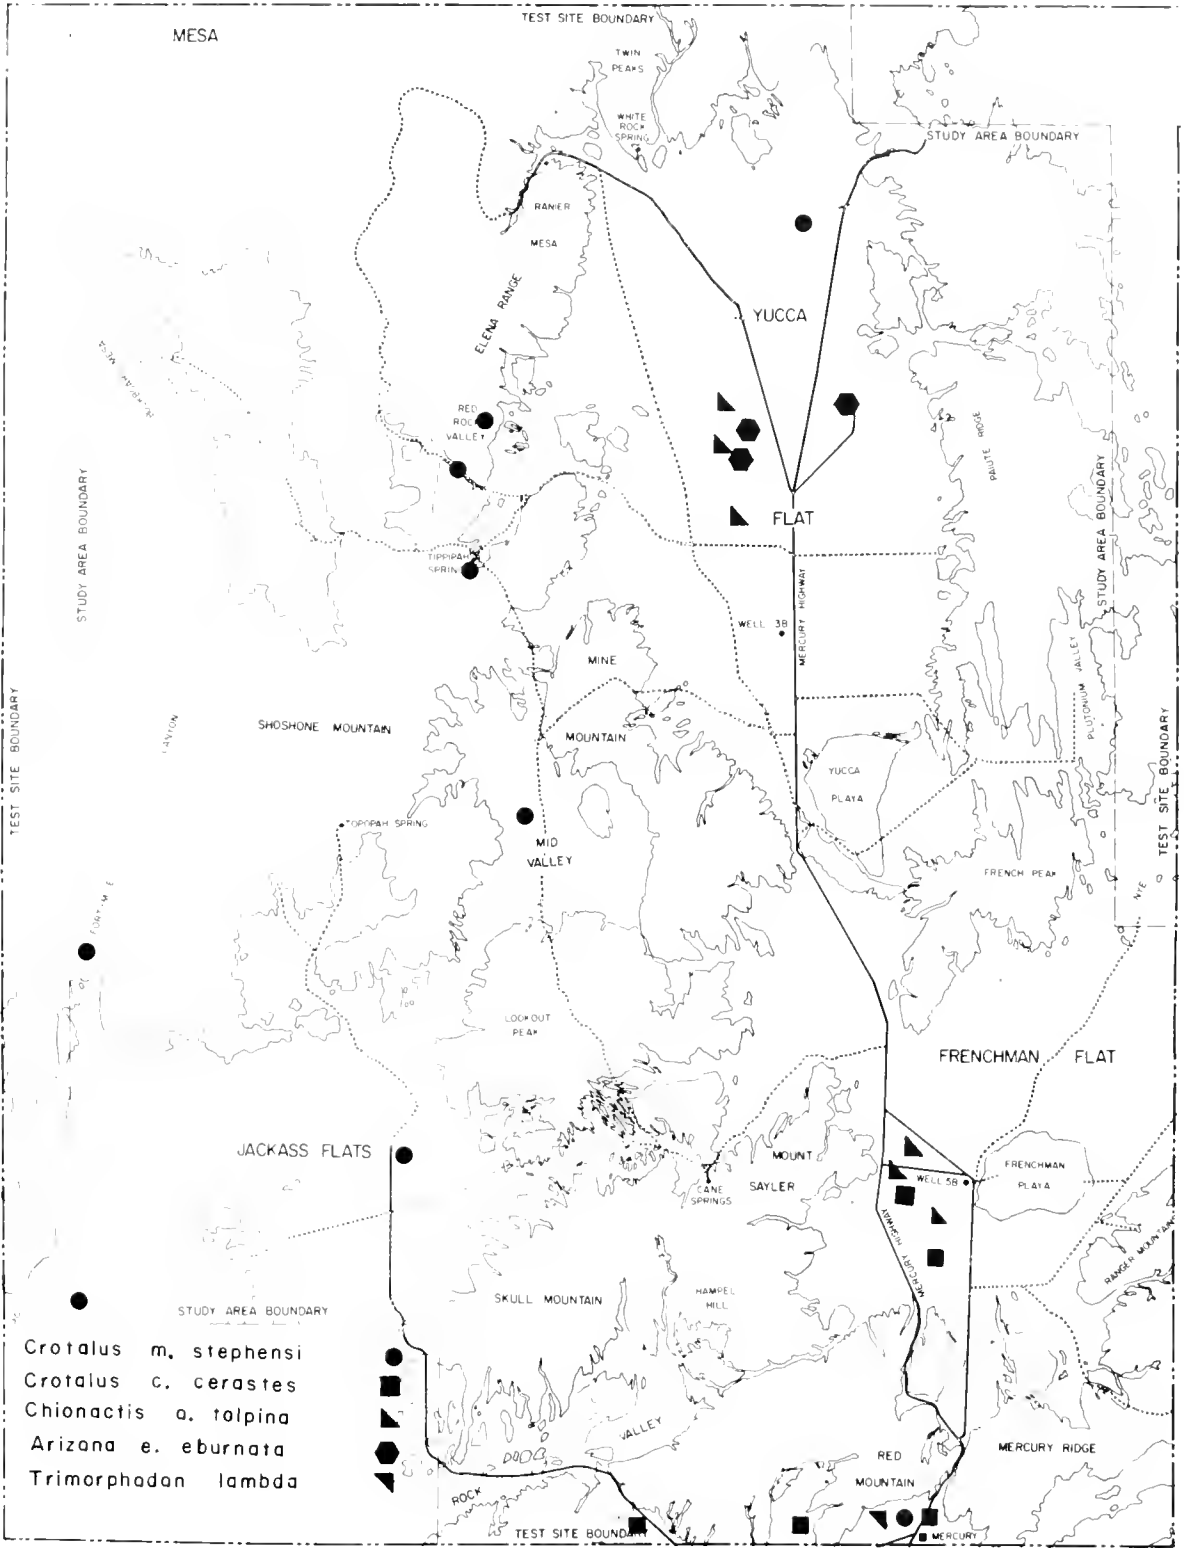 TEST SITE BOUNDARY
MESA
TWIN
PEAKS
WHITE
ROCK
SPRING
STUDY AREA BOUNDARY
RANIER
MESA
ELENA RANGE
YUCCA
RED
ROCK
VALLEY
PAIUTE RIDGE
STUDY AREA BOUNDARY
STUDY AREA BOUNDARY
FLAT
TIPPIPAH
SPRING
MERCURY HIGHWAY
WELL 3B
MINE
MOUNTAIN
SHOSHONE MOUNTAIN
CANYON
TEST SITE BOUNDARY
PLUTONIUM VALLEY
TEST SITE BOUNDARY
YUCCA
PLAYA
TOPOPAH SPRING
MID
VALLEY
FRENCH PEAK
NYE
LOOKOUT
PEAK
FRENCHMAN FLAT
JACKASS FLATS
MOUNT
SAYLER
CANE
SPRINGS
WELL 5B
FRENCHMAN
PLAYA
MERCURY HIGHWAY
MERCURY HIGHWAY
RANGER MOUNTAIN
SKULL MOUNTAIN
HAMPEL
HILL
STUDY AREA BOUNDARY
Crotalus m. stephensi
Crotalus c. cerastes
Chionactis o. talpina
Arizona e. eburnata
Trimorphodon lambda
VALLEY
ROCK
RED
MOUNTAIN
MERCURY RIDGE
TEST SITE BOUNDARY
MERCURY